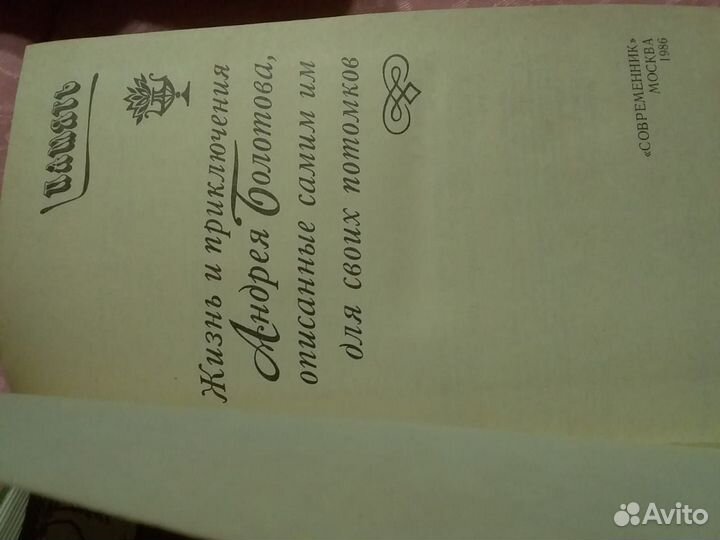 Память
Жизнь и приключения
Андрея Болотова,
описанные самим им
для своих потомков
«СОВРЕМЕННИК»
МОСКВА
1986
Avito